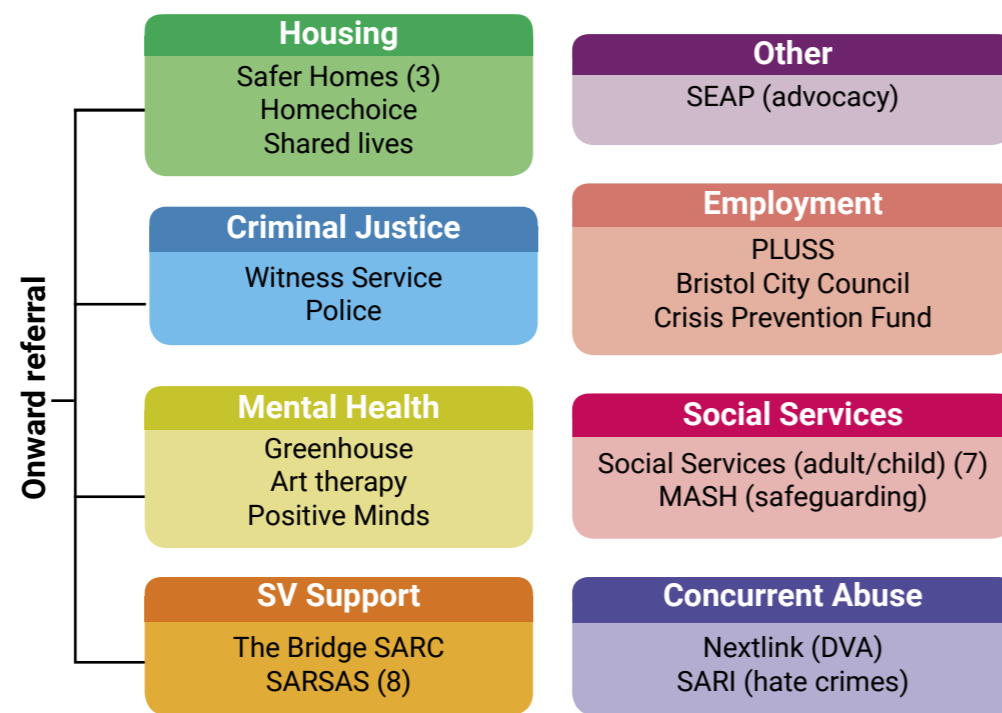 Onward referral
Housing
Safer Homes (3)
Homechoice
Shared lives
Criminal Justice
Witness Service
Police
Mental Health
Greenhouse
Art therapy
Positive Minds
SV Support
The Bridge SARC
SARSAS (8)
Other
SEAP (advocacy)
Employment
PLUSS
Bristol City Council
Crisis Prevention Fund
Social Services
Social Services (adult/child) (7)
MASH (safeguarding)
Concurrent Abuse
Nextlink (DVA)
SARI (hate crimes)